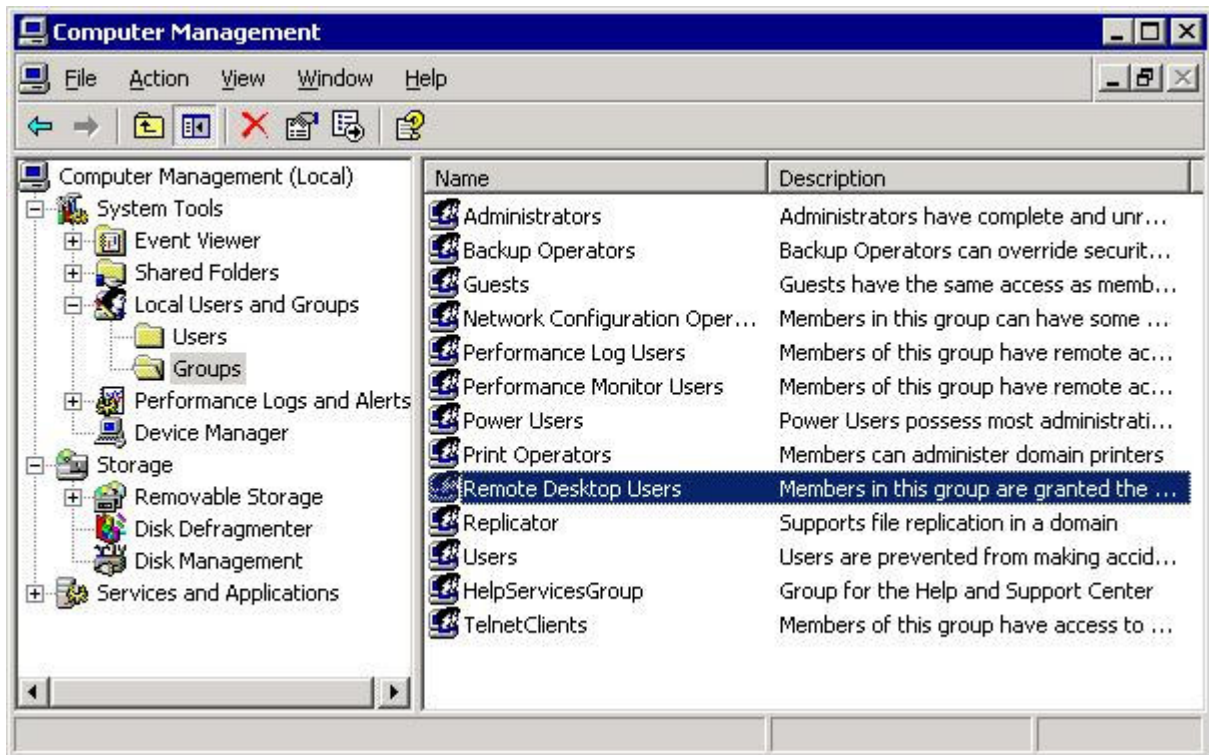 Computer Management
File Action View Window Help
Computer Management (Local)
System Tools
Event Viewer
Shared Folders
Local Users and Groups
Users
Groups
Performance Logs and Alerts
Device Manager
Storage
Removable Storage
Disk Defragmenter
Disk Management
Services and Applications
Name Description
Administrators Administrators have complete and unr...
Backup Operators Backup Operators can override securit...
Guests Guests have the same access as memb...
Network Configuration Oper... Members in this group can have some ...
Performance Log Users Members of this group have remote ac...
Performance Monitor Users Members of this group have remote ac...
Power Users Power Users possess most administrati...
Print Operators Members can administer domain printers
Remote Desktop Users Members in this group are granted the ...
Replicator Supports file replication in a domain
Users Users are prevented from making accid...
HelpServicesGroup Group for the Help and Support Center
TelnetClients Members of this group have access to ...